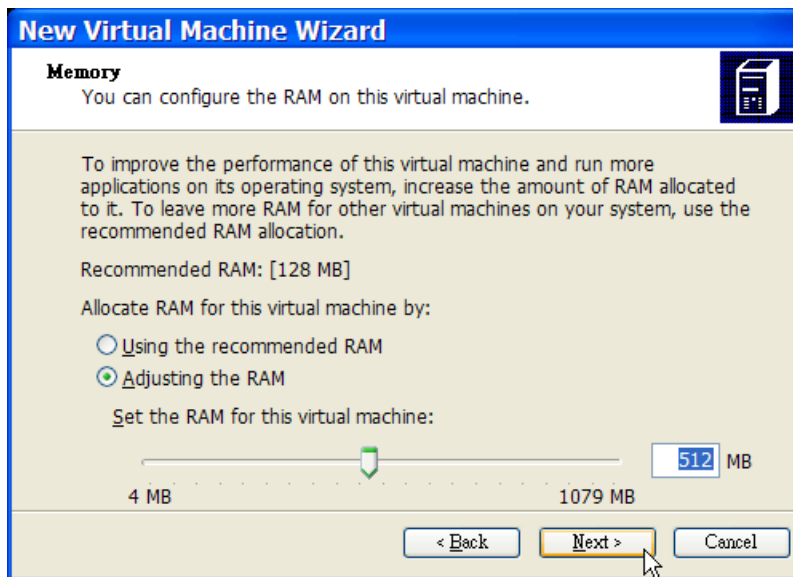 New Virtual Machine Wizard
Memory
You can configure the RAM on this virtual machine.
To improve the performance of this virtual machine and run more
applications on its operating system, increase the amount of RAM allocated
to it. To leave more RAM for other virtual machines on your system, use the
recommended RAM allocation.
Recommended RAM: [128 MB]
Allocate RAM for this virtual machine by:
Using the recommended RAM
Adjusting the RAM
Set the RAM for this virtual machine:
512 MB
4 MB 1079 MB
< Back Next > Cancel